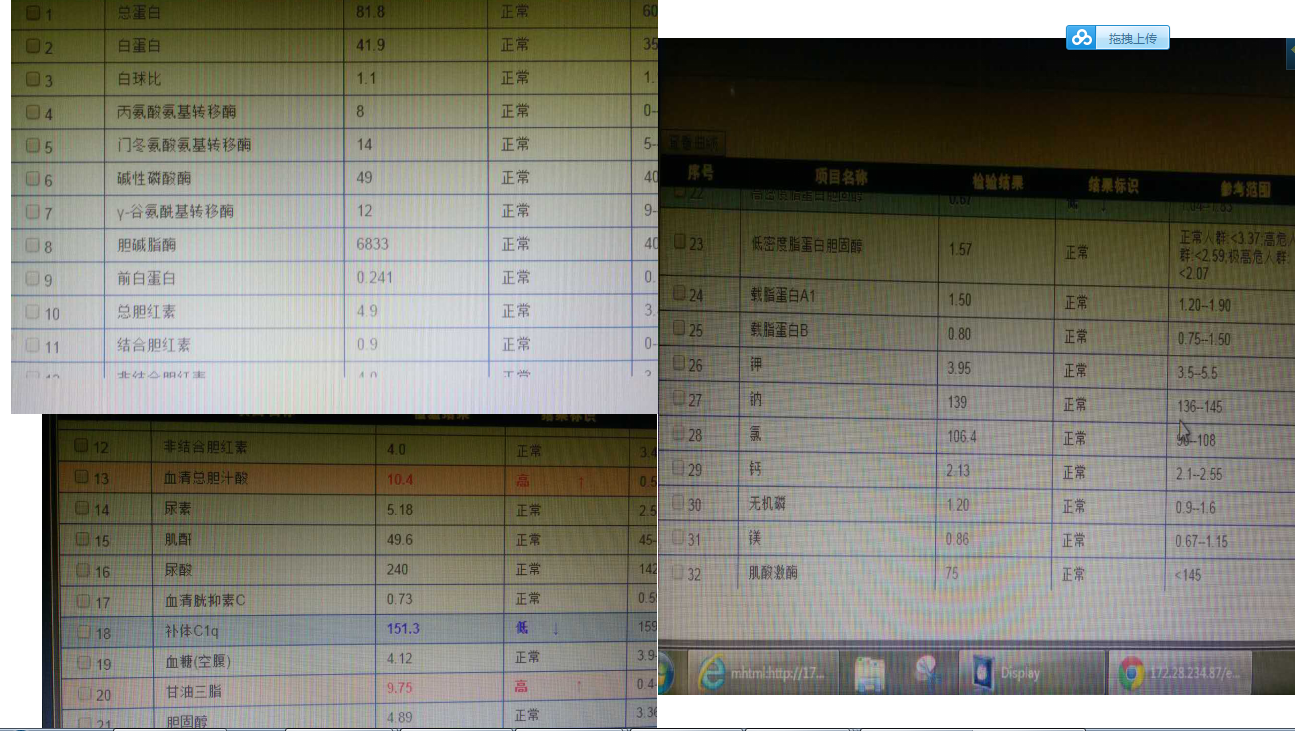 1 总蛋白 81.8 正常 60
2 白蛋白 41.9 正常 35
3 白球比 1.1 正常 1.
4 丙氨酸氨基转移酶 8 正常 0-
5 门冬氨酸氨基转移酶 14 正常 5-
6 碱性磷酸酶 49 正常 40
7 γ-谷氨酰基转移酶 12 正常 9-
8 胆碱脂酶 6833 正常 40
9 前白蛋白 0.241 正常 0.
10 总胆红素 4.9 正常 3.
11 结合胆红素 0.9 正常 0-
12 非结合胆红素 4.0 正常 3.4
13 血清总胆汁酸 10.4 高 ↑ 0.5
14 尿素 5.18 正常 2.5
15 肌酐 49.6 正常 45-
16 尿酸 240 正常 142
17 血清胱抑素C 0.73 正常 0.59
18 补体C1q 151.3 低 ↓ 159
19 血糖(空腹) 4.12 正常 3.9-
20 甘油三脂 9.75 高 ↑ 0.4-
21 胆固醇 4.89 正常 3.36
拖拽上传
序号 项目名称 检验结果 结果标识 参考范围
22 高密度脂蛋白胆固醇 0.67 低 ↓
23 低密度脂蛋白胆固醇 1.57 正常 正常人群:<3.37;高危人
群:<2.59;极高危人群:
<2.07
24 载脂蛋白A1 1.50 正常 1.20--1.90
25 载脂蛋白B 0.80 正常 0.75--1.50
26 钾 3.95 正常 3.5--5.5
27 钠 139 正常 136--145
28 氯 106.4 正常 --108
29 钙 2.13 正常 2.1--2.55
30 无机磷 1.20 正常 0.9--1.6
31 镁 0.86 正常 0.67--1.15
32 肌酸激酶 75 正常 <145
mhtml:http://17...
Display
172.28.234.87/e...